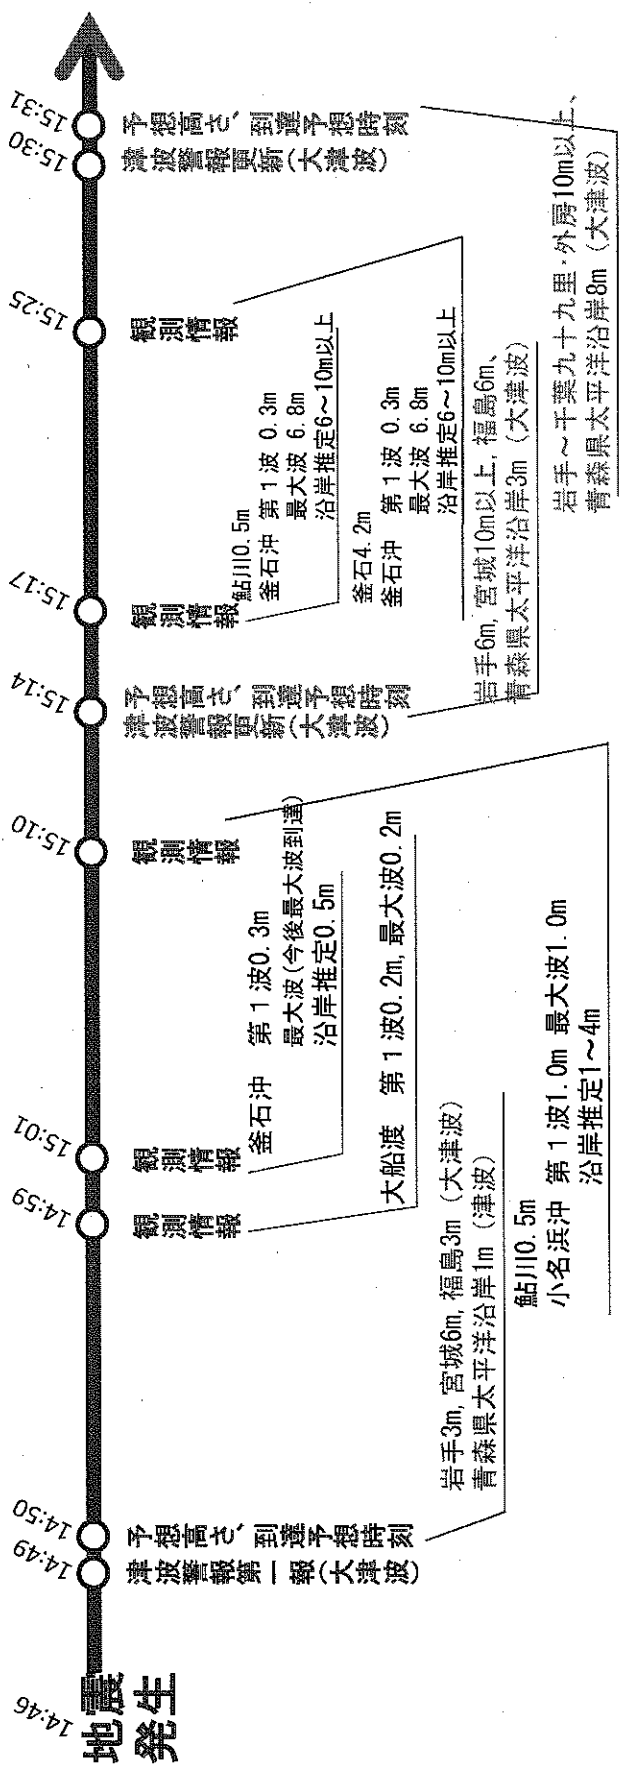 14:46
地震
発生
14:49
津波警報第一報(大津波)
14:50
予想高さ、到達予想時刻
岩手3m, 宮城6m, 福島3m (大津波)
青森県太平洋沿岸1m (津波)
14:59
観測
情報
大船渡 第1波0.2m, 最大波0.2m
15:01
観測
情報
釜石沖 第1波0.3m
最大波(今後最大波到達)
沿岸推定0.5m
15:10
観測
情報
鮎川0.5m
小名浜沖 第1波1.0m 最大波1.0m
沿岸推定1~4m
15:14
津波警報更新(大津波)
予想高さ、到達予想時刻
岩手6m, 宮城10m以上, 福島6m、
青森県太平洋沿岸3m (大津波)
15:17
観測
情報
鮎川0.5m
釜石沖 第1波 0.3m
最大波 6.8m
沿岸推定6~10m以上
15:25
観測
情報
釜石4.2m
釜石沖 第1波 0.3m
最大波 6.8m
沿岸推定6~10m以上
15:30
津波警報更新(大津波)
15:31
予想高さ、到達予想時刻
岩手~千葉九十九里・外房10m以上、
青森県太平洋沿岸8m (大津波)